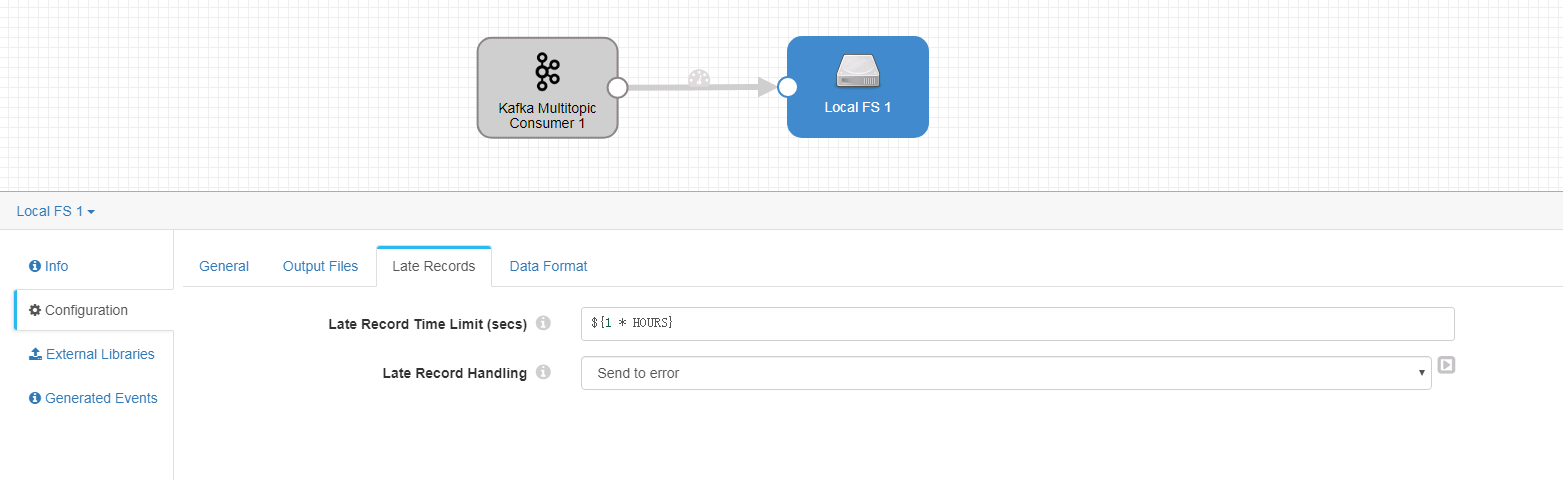 Kafka Multitopic
Consumer 1
Local FS 1
Local FS 1
Info
Configuration
External Libraries
Generated Events
General
Output Files
Late Records
Data Format
Late Record Time Limit (secs)
${1 * HOURS}
Late Record Handling
Send to error